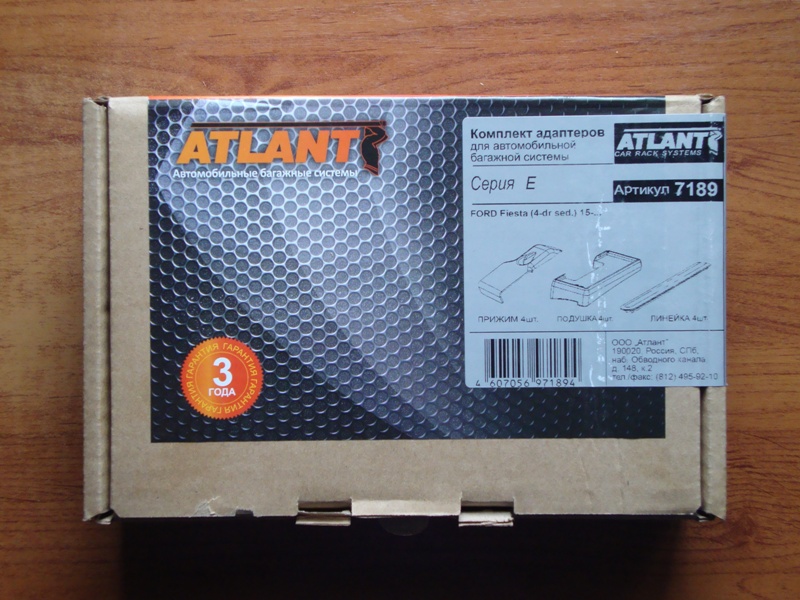 ATLANT
Автомобильные багажные системы
ГАРАНТИЯ ГАРАНТИЯ ГАРАНТИЯ ГАРАНТИЯ
3
ГОДА
Комплект адаптеров
для автомобильной
багажной системы
Серия E
FORD Fiesta (4-dr sed.) 15-...
ATLANT
CAR RACK SYSTEMS
Артикул 7189
ПРИЖИМ 4шт.
ПОДУШКА 4шт.
ЛИНЕЙКА 4шт.
4 607056 971894
ООО „Атлант"
190020, Россия, СПб,
наб. Обводного канала,
д. 148, к.2
тел./факс: (812) 495-92-10